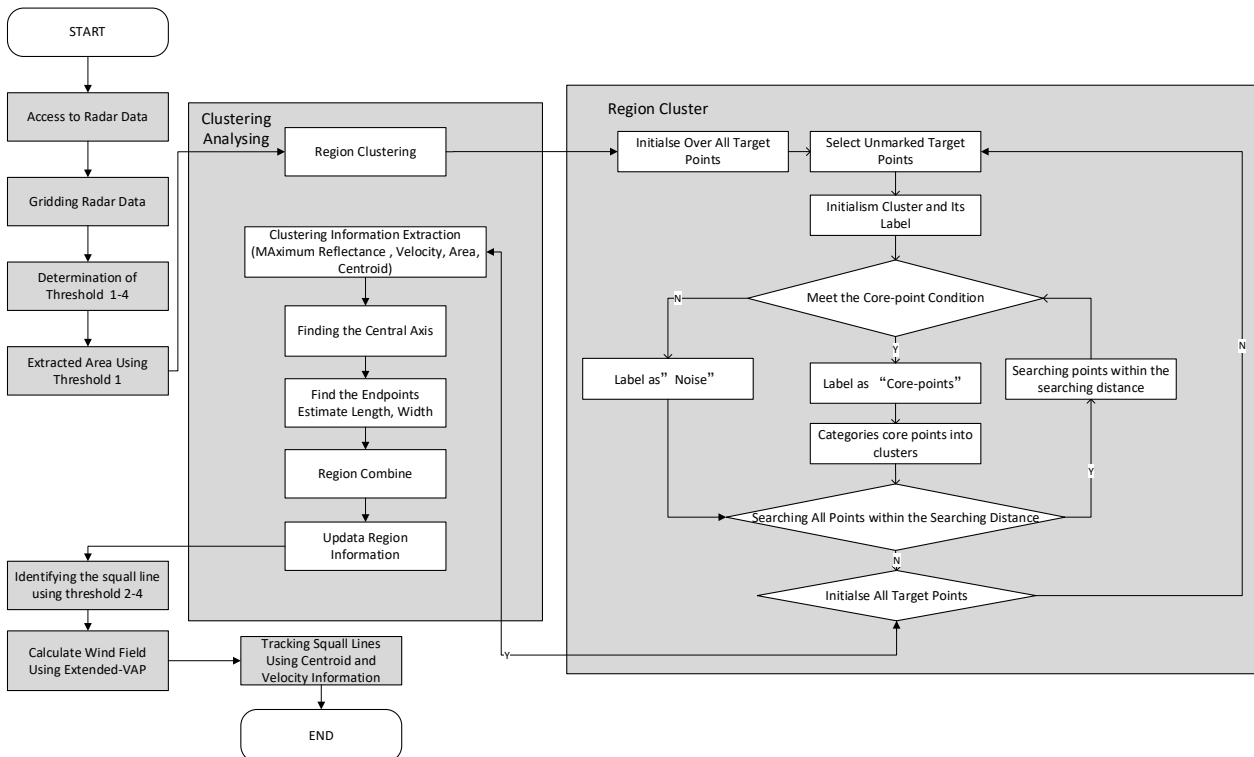 START
Access to Radar Data
Gridding Radar Data
Determination of
Threshold 1-4
Extracted Area Using
Threshold 1
Clustering
Analysing
Region Clustering
Clustering Information Extraction
(MAximum Reflectance , Velocity, Area,
Centroid)
Finding the Central Axis
Find the Endpoints
Estimate Length, Width
Region Combine
Updata Region
Information
Region Cluster
Initialse Over All Target
Points
Select Unmarked Target
Points
Initialism Cluster and Its
Label
Meet the Core-point Condition
N
Y
Label as” Noise”
Label as “Core-points”
Searching points within the
searching distance
Categories core points into
clusters
Y
Searching All Points within the Searching Distance
N
Initialse All Target Points
N
Y
Identifying the squall line
using threshold 2-4
Calculate Wind Field
Using Extended-VAP
Tracking Squall Lines
Using Centroid and
Velocity Information
END